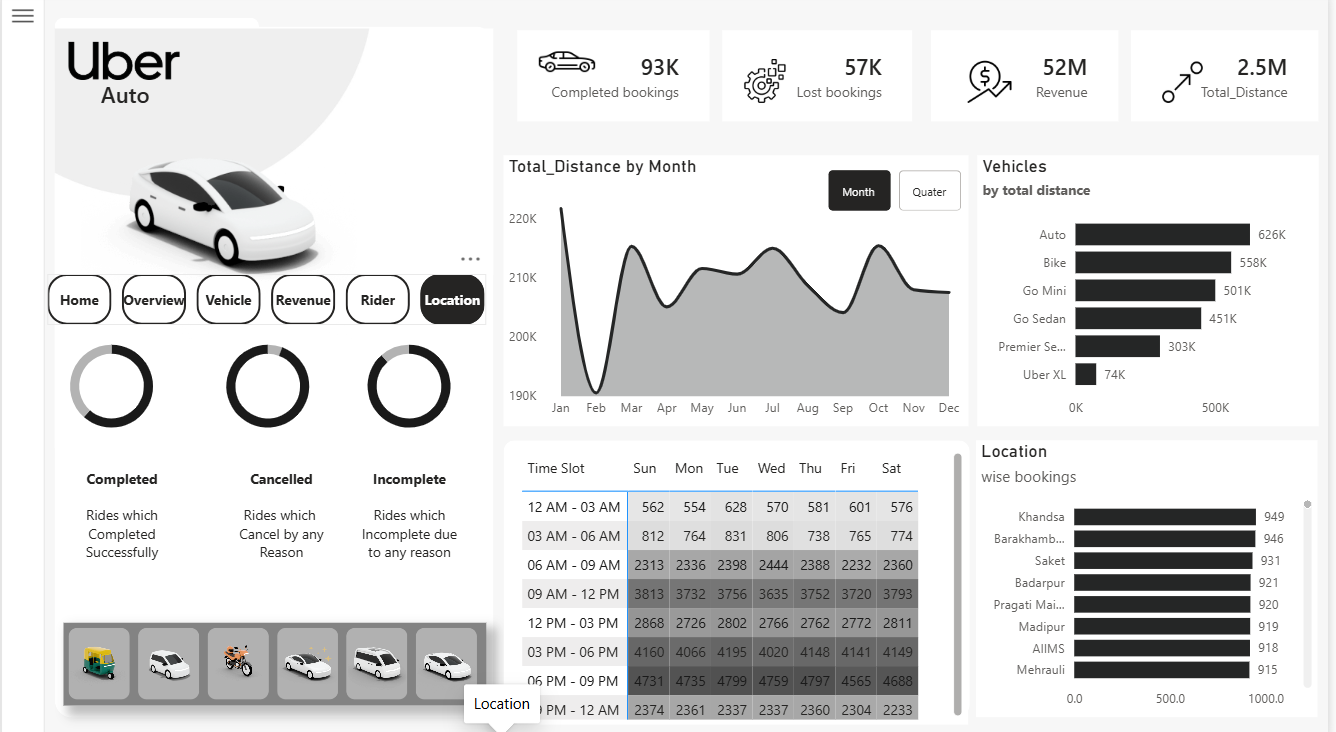 Uber
Auto
93K
Completed bookings
57K
Lost bookings
52M
Revenue
2.5M
Total_Distance
Home
Overview
Vehicle
Revenue
Rider
Location
Completed
Rides which
Completed
Successfully
Cancelled
Rides which
Cancel by any
Reason
Incomplete
Rides which
Incomplete due
to any reason
Location
Total_Distance by Month
Month
Quater
220K
210K
200K
190K
Jan Feb Mar Apr May Jun Jul Aug Sep Oct Nov Dec
Vehicles
by total distance
Auto 626K
Bike 558K
Go Mini 501K
Go Sedan 451K
Premier Se... 303K
Uber XL 74K
0K 500K
Time Slot Sun Mon Tue Wed Thu Fri Sat
12 AM - 03 AM 562 554 628 570 581 601 576
03 AM - 06 AM 812 764 831 806 738 765 774
06 AM - 09 AM 2313 2336 2398 2444 2388 2232 2360
09 AM - 12 PM 3813 3732 3756 3635 3752 3720 3793
12 PM - 03 PM 2868 2726 2802 2766 2762 2772 2811
03 PM - 06 PM 4160 4066 4195 4020 4148 4141 4149
06 PM - 09 PM 4731 4735 4799 4759 4797 4565 4688
PM - 12 AM 2374 2361 2337 2337 2360 2304 2233
Location
wise bookings
Khandsa 949
Barakhamb... 946
Saket 931
Badarpur 921
Pragati Mai... 920
Madipur 919
AIIMS 918
Mehrauli 915
0.0 500.0 1000.0